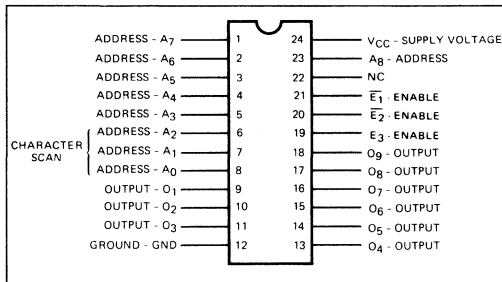 ADDRESS - A7 1 24 VCC - SUPPLY VOLTAGE
ADDRESS - A6 2 23 A8 - ADDRESS
ADDRESS - A5 3 22 NC
ADDRESS - A4 4 21 E̅1̅ - ENABLE
ADDRESS - A3 5 20 E̅2̅ - ENABLE
ADDRESS - A2 6 19 E3 - ENABLE
CHARACTER SCAN
ADDRESS - A1 7 18 O9 - OUTPUT
ADDRESS - A0 8 17 O8 - OUTPUT
OUTPUT - O1 9 16 O7 - OUTPUT
OUTPUT - O2 10 15 O6 - OUTPUT
OUTPUT - O3 11 14 O5 - OUTPUT
GROUND - GND 12 13 O4 - OUTPUT